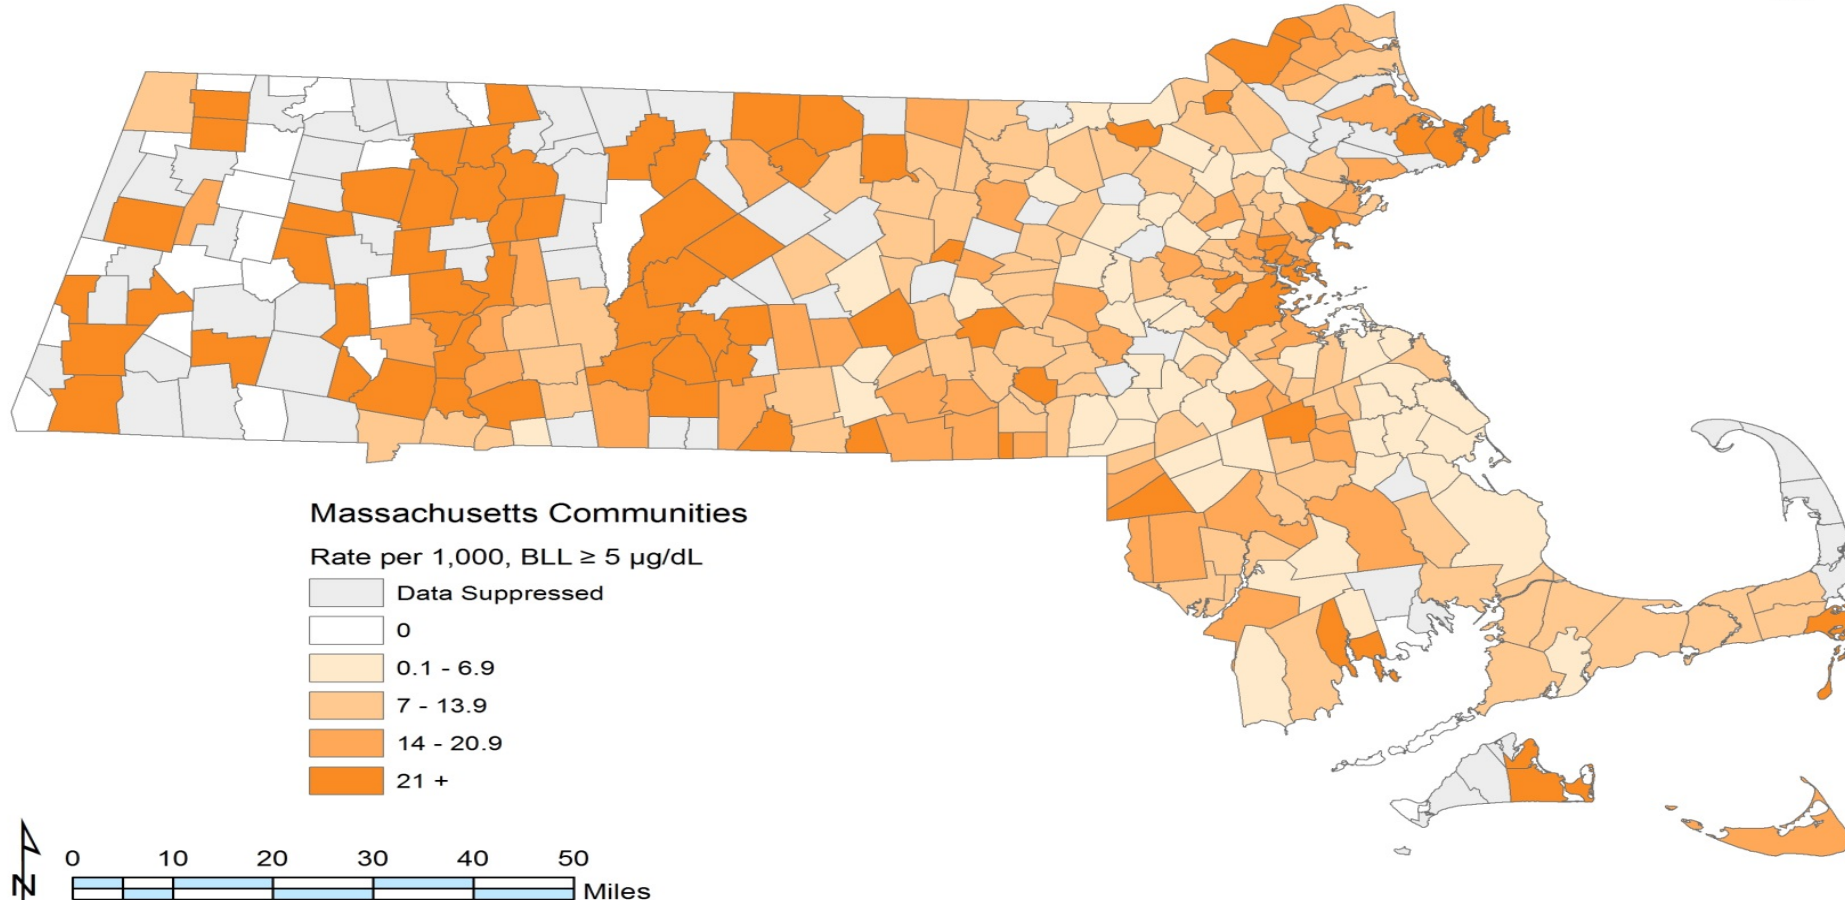 Massachusetts Communities
Rate per 1,000, BLL ≥ 5 µg/dL
Data Suppressed
0
0.1 - 6.9
7 - 13.9
14 - 20.9
21 +
N
0 10 20 30 40 50
Miles